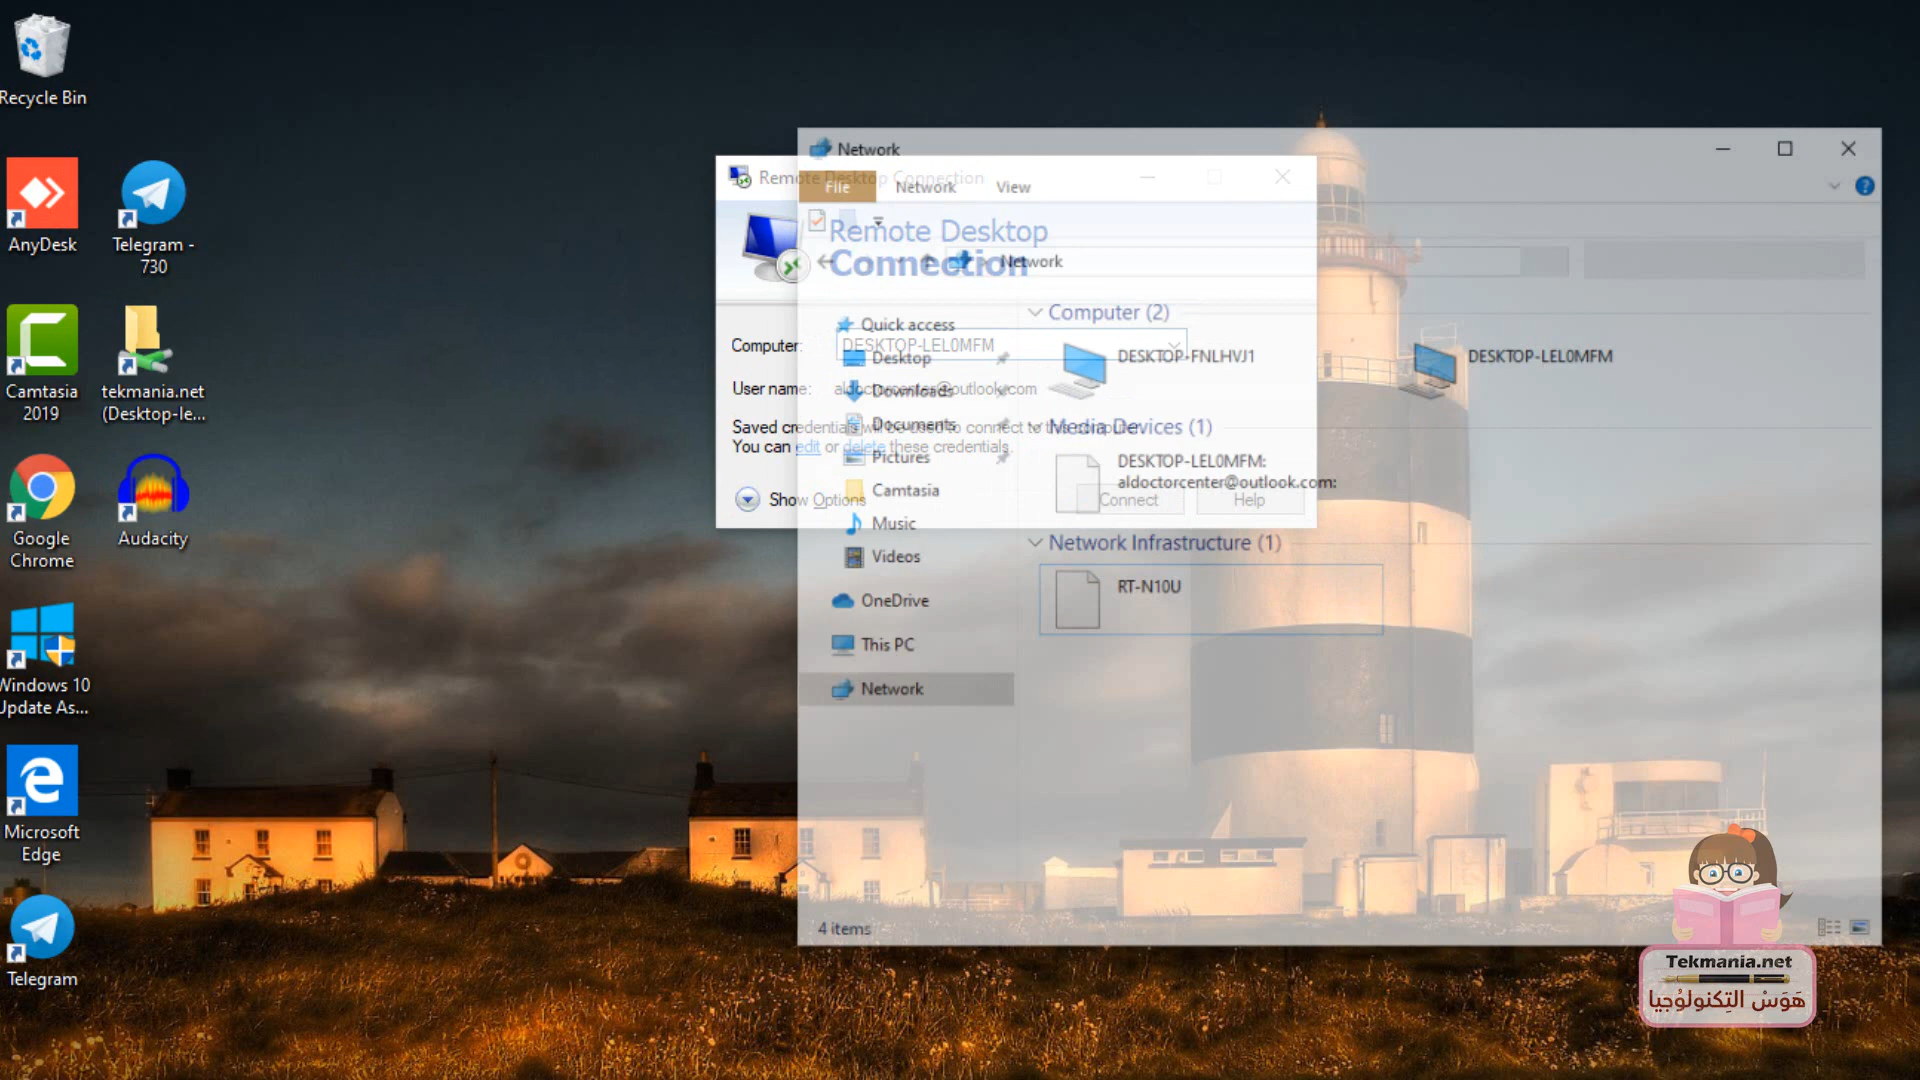 Recycle Bin
AnyDesk
Telegram -
730
Camtasia
2019
tekmania.net
(Desktop-le...
Google
Chrome
Audacity
Windows 10
Update As...
Microsoft
Edge
Telegram
Network
Remote Desktop Connection
File
Network
View
Remote Desktop
Connection
Network
Computer:
DESKTOP-LEL0MFM
User name:
aldoctorcenter@outlook.com
Saved credentials will be used to connect to this computer.
You can edit or delete these credentials.
Show Options
Connect
Help
Quick access
Desktop
Downloads
Documents
Pictures
Camtasia
Music
Videos
OneDrive
This PC
Network
Computer (2)
DESKTOP-FNLHVJ1
DESKTOP-LEL0MFM
Media Devices (1)
DESKTOP-LEL0MFM:
aldoctorcenter@outlook.com:
Network Infrastructure (1)
RT-N10U
4 items
Tekmania.net
هَوَسْ التِكنولوُجيا